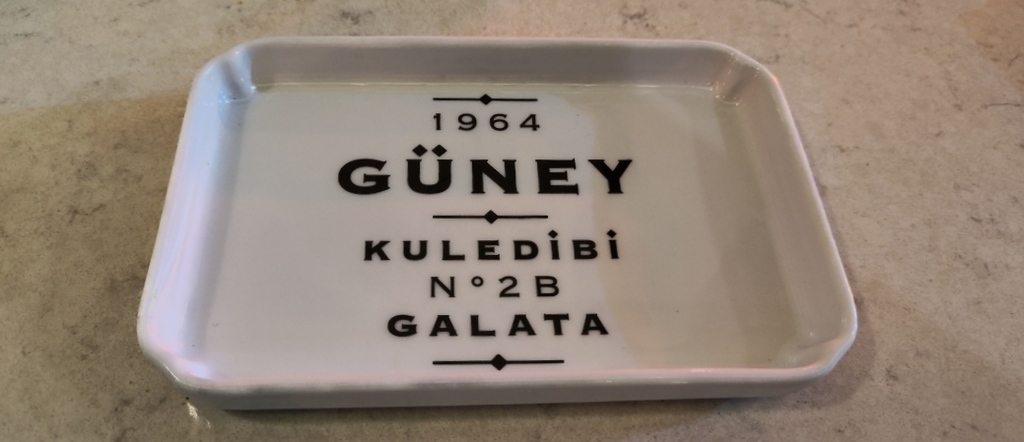 1964
GÜNEY
KULEDİBİ
N°2B
GALATA